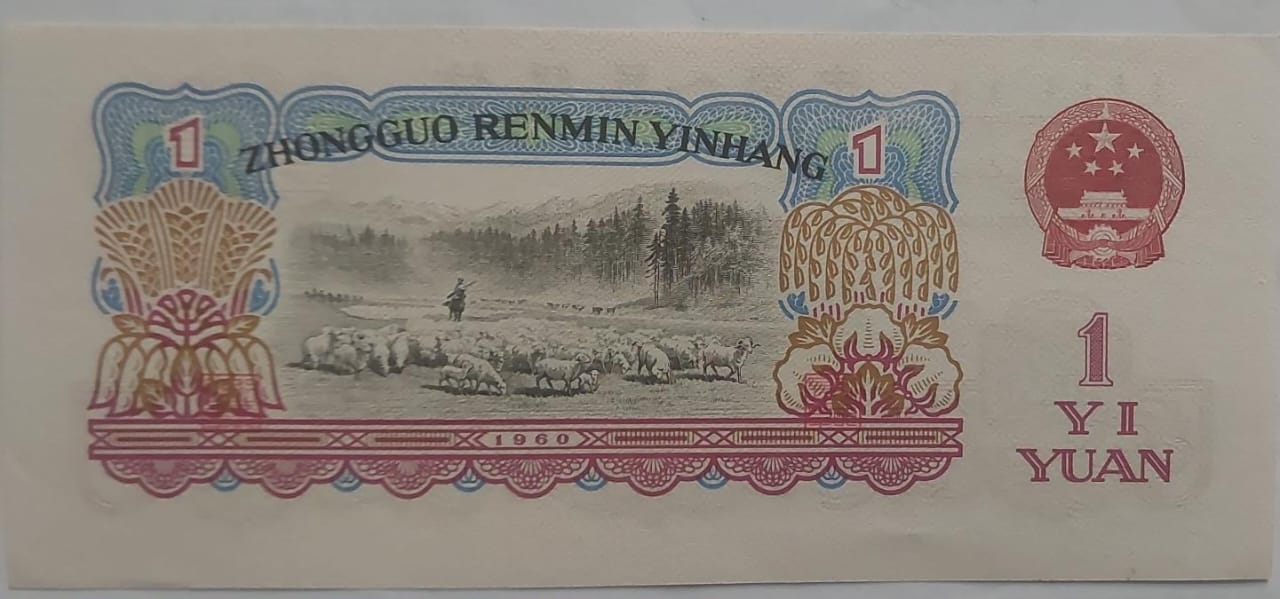 ZHONGGUO RENMIN YINHANG
1
1
1960
1
YI
YUAN